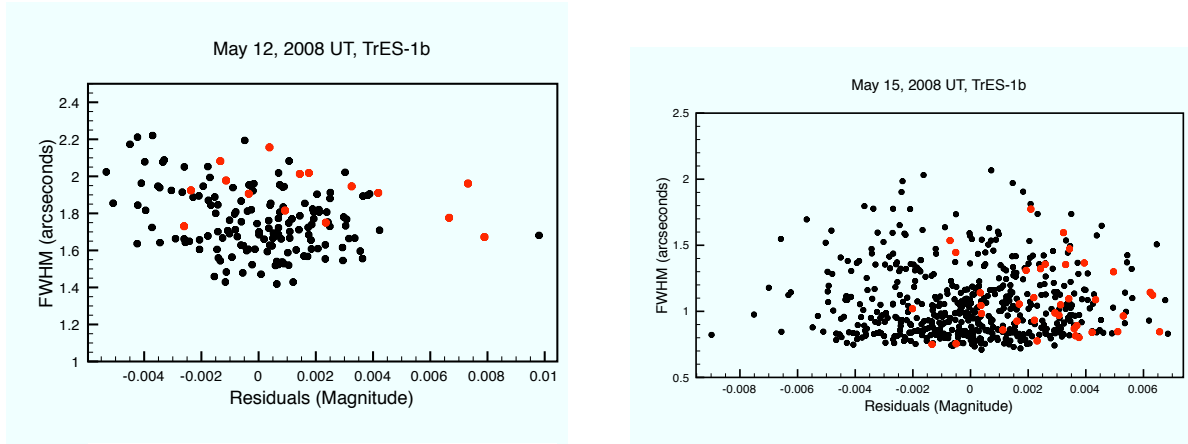 May 12, 2008 UT, TrES-1b
2.4
2.2
2
1.8
1.6
1.4
1.2
1
FWHM (arcseconds)
-0.004 -0.002 0 0.002 0.004 0.006 0.008 0.01
Residuals (Magnitude)
May 15, 2008 UT, TrES-1b
2.5
2
1.5
1
0.5
FWHM (arcseconds)
-0.008 -0.006 -0.004 -0.002 0 0.002 0.004 0.006
Residuals (Magnitude)